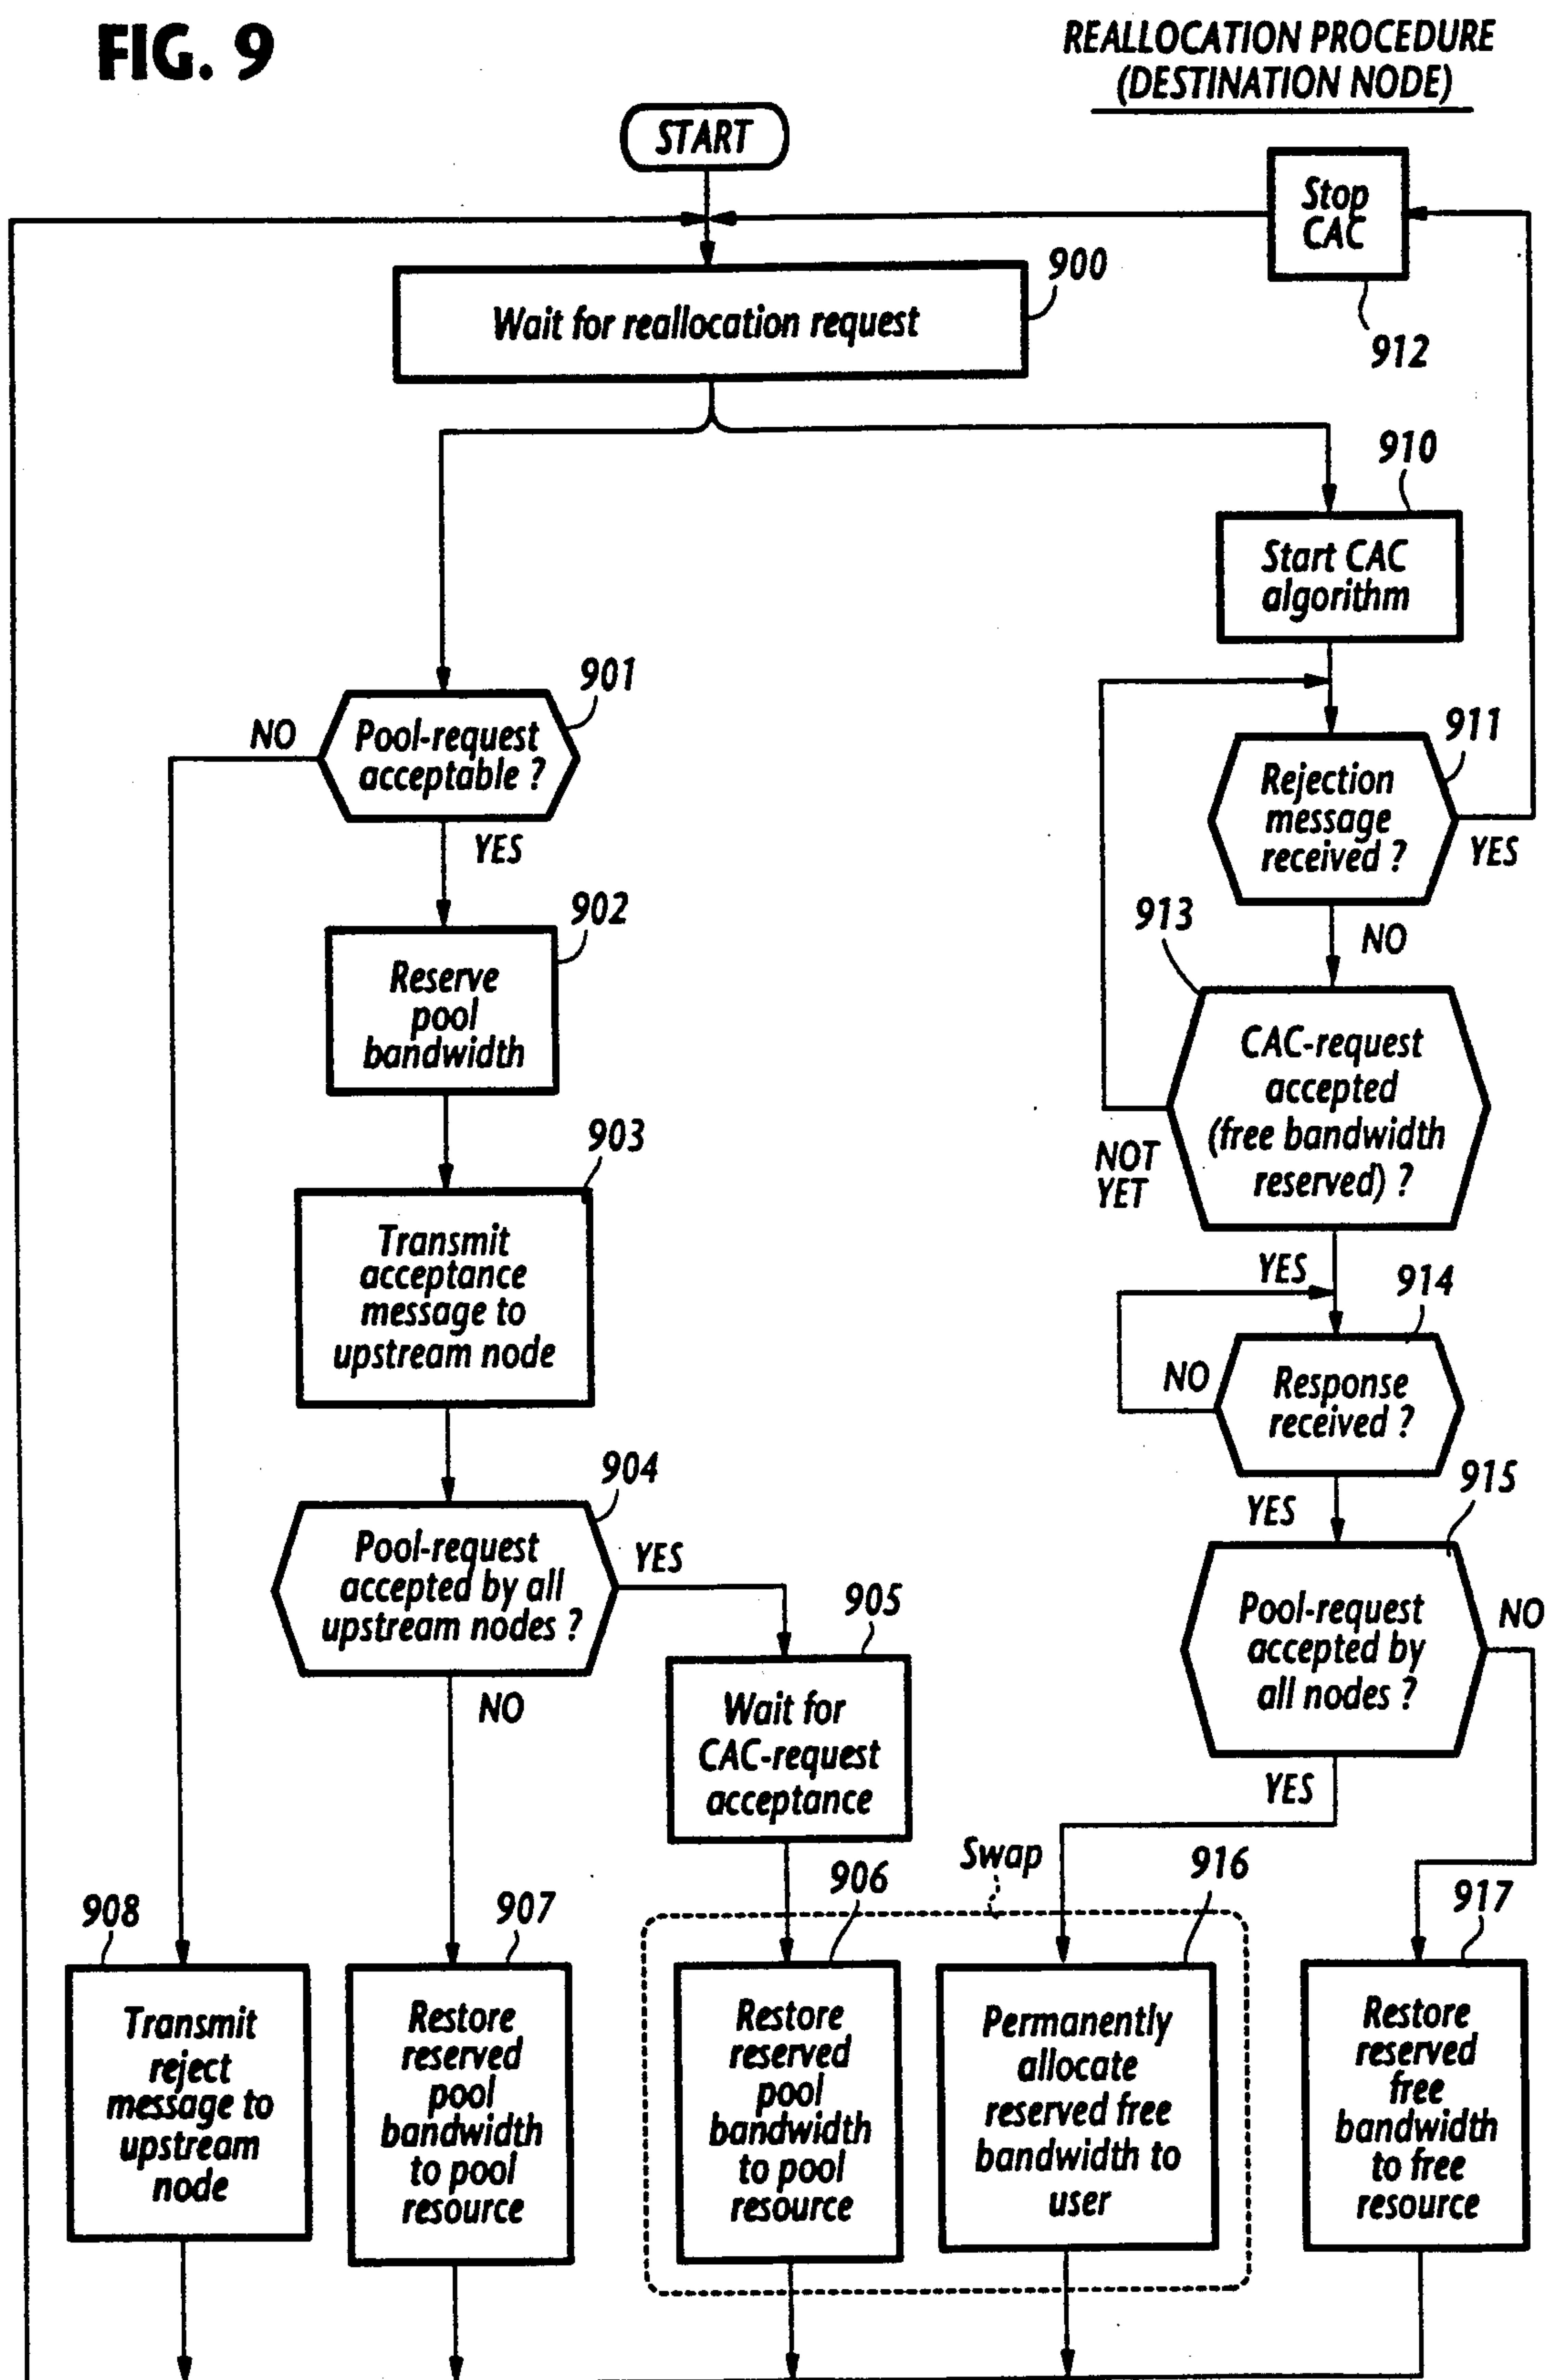 FIG. 9
REALLOCATION PROCEDURE
(DESTINATION NODE)
START
Stop
CAC
912
900
Wait for reallocation request
910
Start CAC
algorithm
901
NO
Pool-request
acceptable ?
YES
911
Rejection
message
received ?
YES
NO
902
Reserve
pool
bandwidth
913
CAC-request
accepted
(free bandwidth
reserved) ?
NOT
YET
YES
903
Transmit
acceptance
message to
upstream node
914
NO
Response
received ?
YES
904
Pool-request
accepted by all
upstream nodes ?
YES
NO
915
Pool-request
accepted by
all nodes ?
NO
YES
905
Wait for
CAC-request
acceptance
Swap
908
Transmit
reject
message to
upstream
node
907
Restore
reserved
pool
bandwidth
to pool
resource
906
Restore
reserved
pool
bandwidth
to pool
resource
916
Permanently
allocate
reserved free
bandwidth to
user
917
Restore
reserved
free
bandwidth
to free
resource